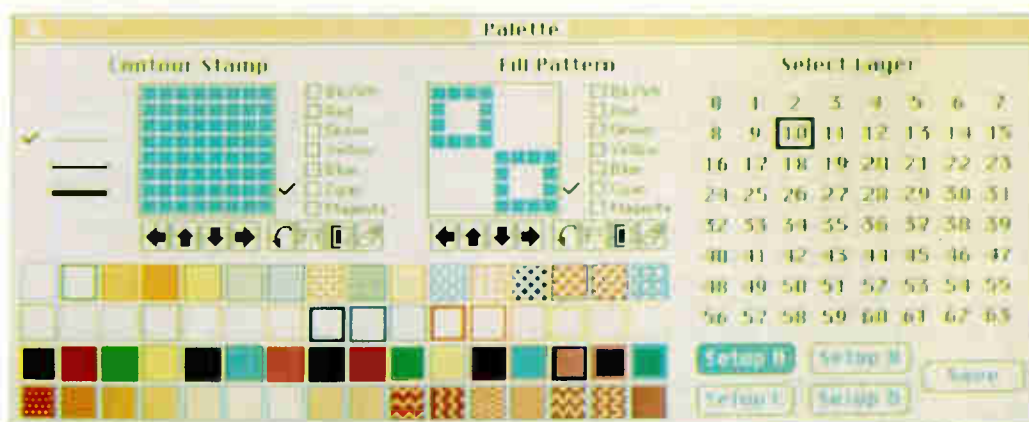 Palette
Contour Stamp
Fill Pattern
Select Layer
Red
Green
Yellow
Blue
Cyan
Magenta
Red
Green
Yellow
Blue
Cyan
Magenta
0 1 2 3 4 5 6 7
8 9 10 11 12 13 14 15
16 17 18 19 20 21 22 23
24 25 26 27 28 29 30 31
32 33 34 35 36 37 38 39
40 41 42 43 44 45 46 47
48 49 50 51 52 53 54 55
56 57 58 59 60 61 62 63
Setup Setup
Save
Setup Setup